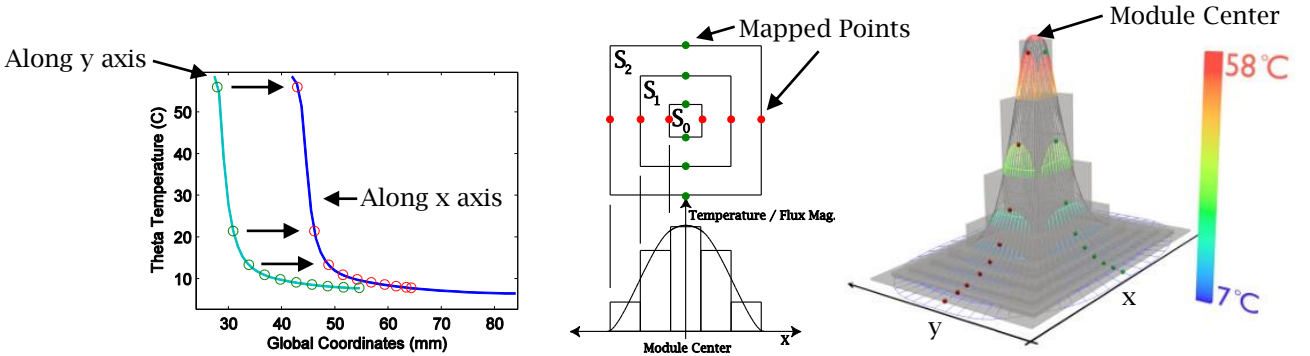 Along y axis
Along x axis
Theta Temperature (C)
50
40
30
20
10
30
40
50
60
70
80
Global Coordinates (mm)
Mapped Points
S2
S1
S0
Temperature / Flux Mag.
x
Module Center
Module Center
58°C
7°C
x
y